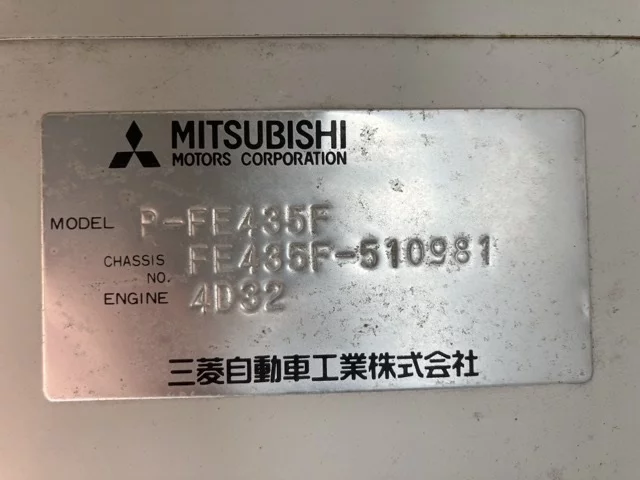 MITSUBISHI
MOTORS CORPORATION
MODEL P-FE435F
CHASSIS NO. FE435F-510981
ENGINE 4D32
三菱自動車工業株式会社